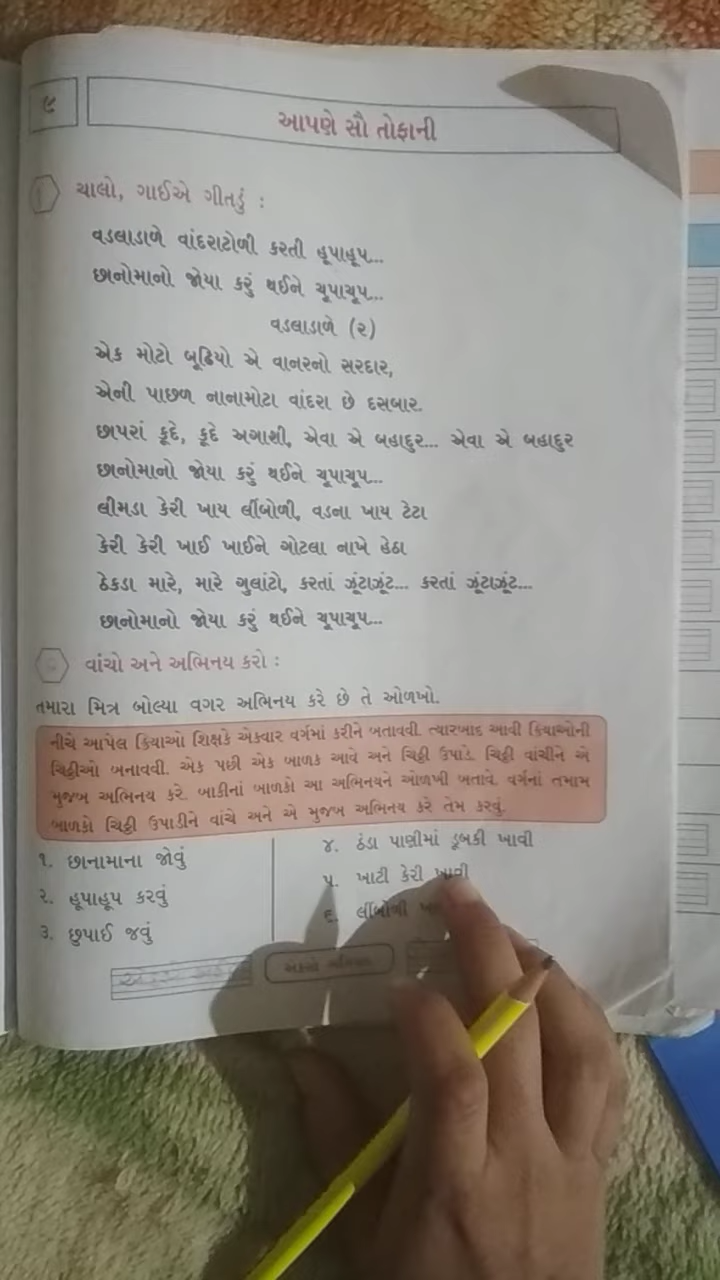 ૯
આપણે સૌ તોફાની
ચાલો, ગાઈએ ગીતડું :
વડલાડાળે વાંદરાટોળી કરતી હૂપાહૂપ...
છાનોમાનો જોયા કરું થઈને ચૂપાચૂપ...
વડલાડાળે (૨)
એક મોટો બૂઢિયો એ વાનરનો સરદાર,
એની પાછળ નાનામોટા વાંદરા છે દસબાર.
છાપરાં કૂદે, કૂદે અગાશી, એવા એ બહાદુર... એવા એ બહાદુર
છાનોમાનો જોયા કરું થઈને ચૂપાચૂપ...
લીમડા કેરી ખાય લીંબોળી, વડના ખાય ટેટા
કેરી કેરી ખાઈ ખાઈને ગોટલા નાખે હેઠા
ઠેકડા મારે, મારે ગુલાંટો, કરતાં ઝૂંટાઝૂંટ... કરતાં ઝૂંટાઝૂંટ...
છાનોમાનો જોયા કરું થઈને ચૂપાચૂપ...
વાંચો અને અભિનય કરો :
તમારા મિત્ર બોલ્યા વગર અભિનય કરે છે તે ઓળખો.
નીચે આપેલ ક્રિયાઓ શિક્ષકે એકવાર વર્ગમાં કરીને બતાવવી. ત્યારબાદ આવી ક્રિયાઓની
ચિઠ્ઠીઓ બનાવવી. એક પછી એક બાળક આવે અને ચિઠ્ઠી ઉપાડે. ચિઠ્ઠી વાંચીને એ
મુજબ અભિનય કરે. બાકીનાં બાળકો આ અભિનયને ઓળખી બતાવે. વર્ગનાં તમામ
બાળકો ચિઠ્ઠી ઉપાડીને વાંચે અને એ મુજબ અભિનય કરે તેમ કરવું.
૧. છાનામાના જોવું
૨. હૂપાહૂપ કરવું
૩. છુપાઈ જવું
૪. ઠંડા પાણીમાં ડૂબકી ખાવી
૫. ખાટી કેરી ખાવી
૬. લીંબોળી